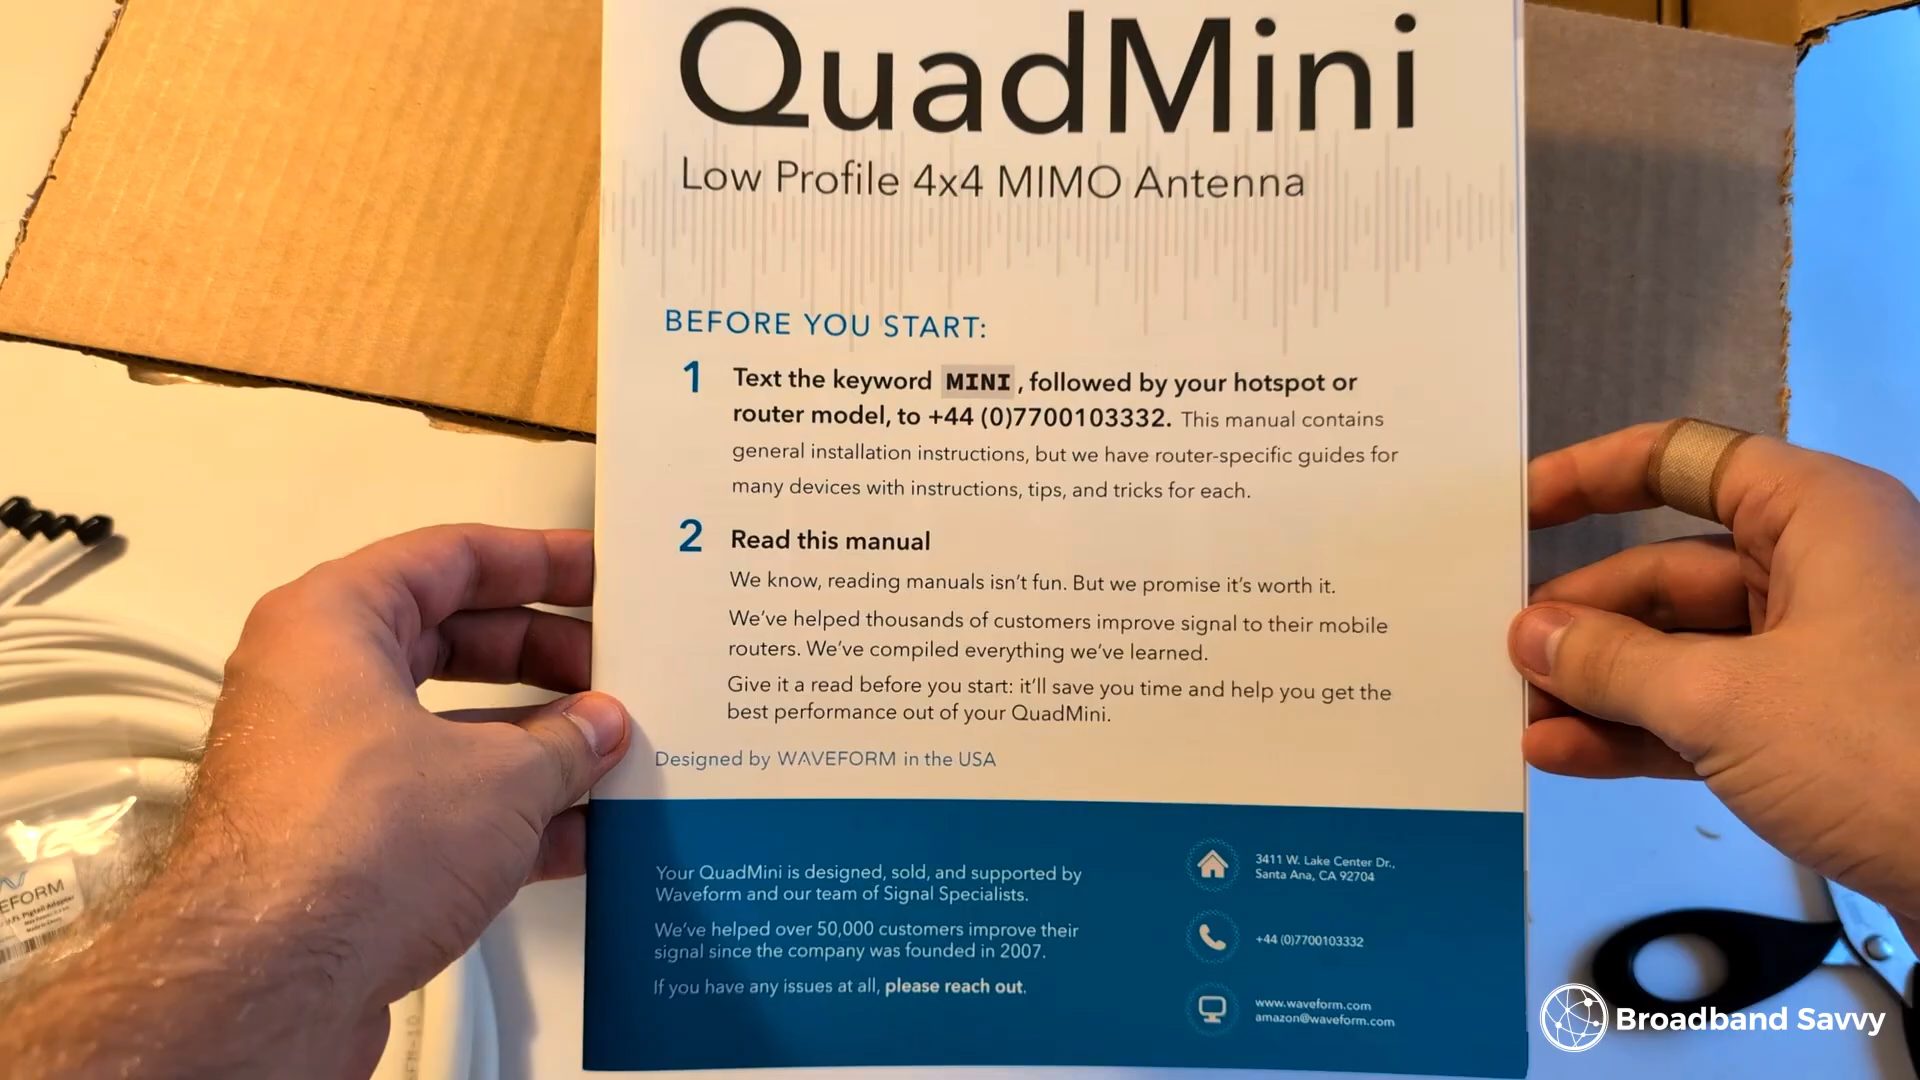 QuadMini
Low Profile 4x4 MIMO Antenna
BEFORE YOU START:
1 Text the keyword MINI, followed by your hotspot or
router model, to +44 (0)7700103332. This manual contains
general installation instructions, but we have router-specific guides for
many devices with instructions, tips, and tricks for each.
2 Read this manual
We know, reading manuals isn't fun. But we promise it's worth it.
We've helped thousands of customers improve signal to their mobile
routers. We've compiled everything we've learned.
Give it a read before you start: it'll save you time and help you get the
best performance out of your QuadMini.
Designed by WAVEFORM in the USA
Your QuadMini is designed, sold, and supported by
Waveform and our team of Signal Specialists.
We've helped over 50,000 customers improve their
signal since the company was founded in 2007.
If you have any issues at all, please reach out.
3411 W. Lake Center Dr.,
Santa Ana, CA 92704
+44 (0)7700103332
www.waveform.com
amazon@waveform.com
EFORM
Pigtail Adapter
Broadband Savvy